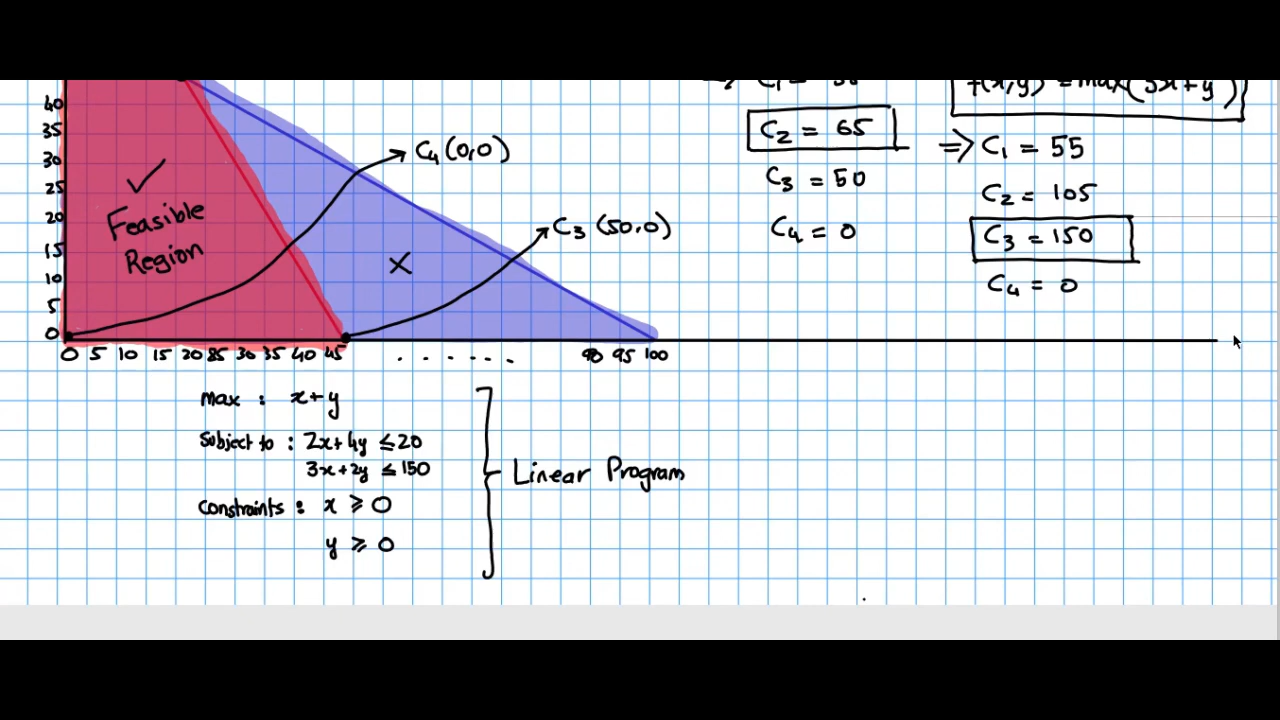 40
35
30
25
20
15
10
5
0
✓
Feasible
Region
C₄ (0,0)
C₃ (50,0)
X
0 5 10 15 20 25 30 35 40 45 . . . . . . 90 95 100
C₂ = 65
C₃ = 50
C₄ = 0
f(x,y) = max(3x+y)
=> C₁ = 55
C₂ = 105
C₃ = 150
C₄ = 0
max : x+y
Subject to : 2x+4y ≤ 20
3x+2y ≤ 150
Constraints : x ≥ 0
y ≥ 0
Linear Program